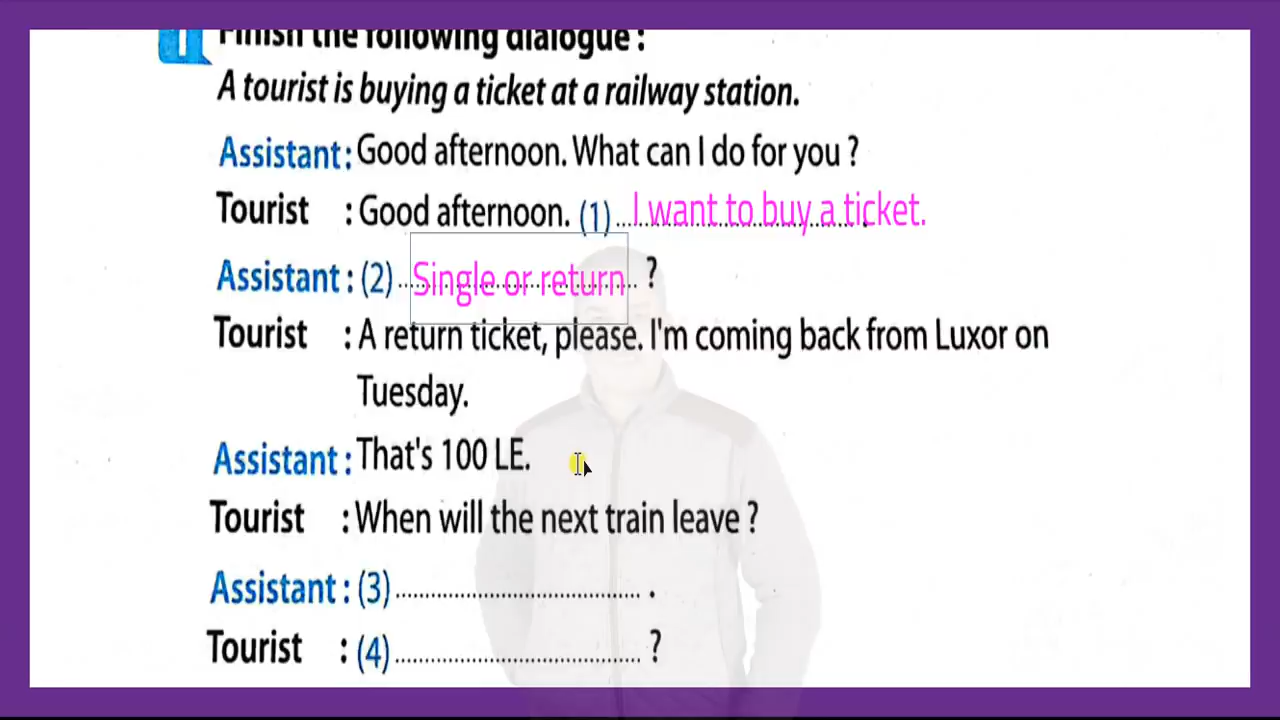 1 Finish the following dialogue :
A tourist is buying a ticket at a railway station.
Assistant : Good afternoon. What can I do for you ?
Tourist : Good afternoon. (1) I want to buy a ticket.
Assistant : (2) Single or return ?
Tourist : A return ticket, please. I'm coming back from Luxor on
Tuesday.
Assistant : That's 100 LE.
Tourist : When will the next train leave ?
Assistant : (3) ........................................ .
Tourist : (4) ........................................ ?